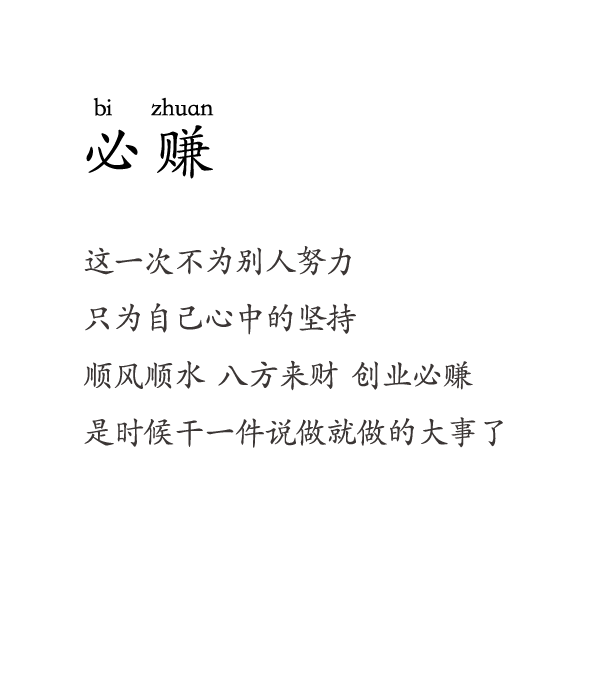 bi zhuan
必 赚
这一次不为别人努力
只为自己心中的坚持
顺风顺水 八方来财 创业必赚
是时候干一件说做就做的大事了